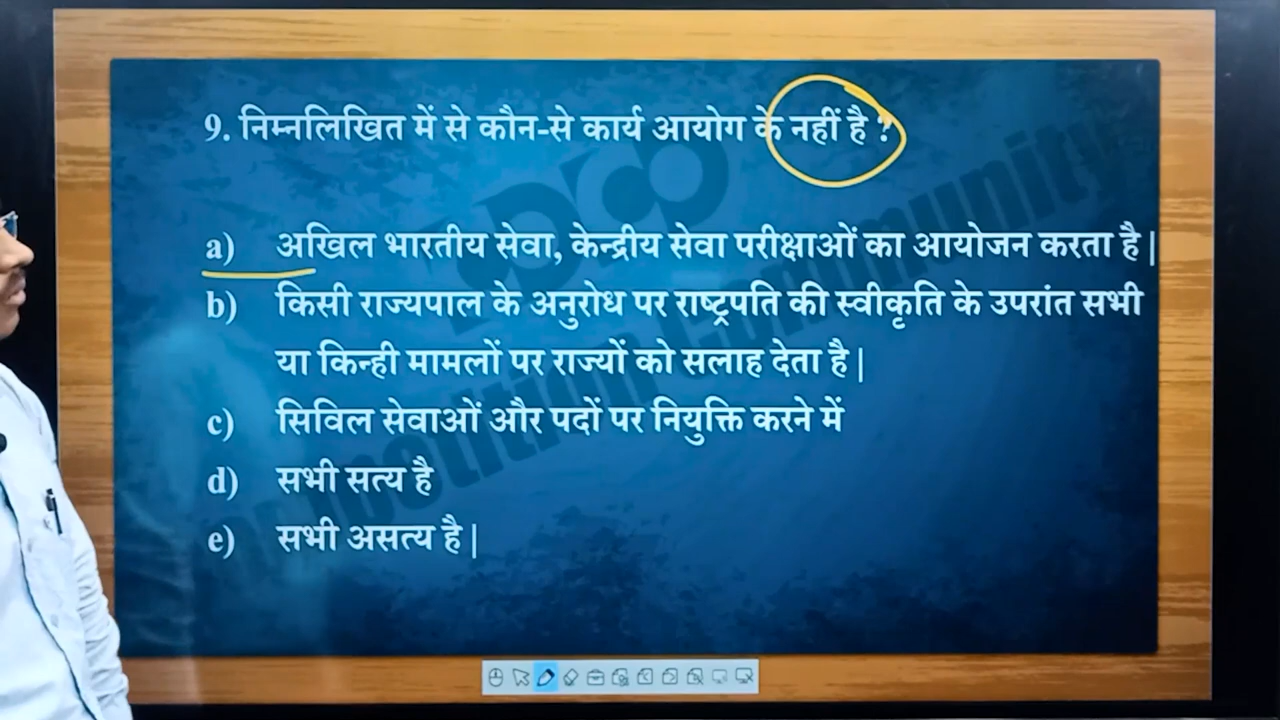 9. निम्नलिखित में से कौन-से कार्य आयोग के नहीं है ?
a) अखिल भारतीय सेवा, केन्द्रीय सेवा परीक्षाओं का आयोजन करता है |
b) किसी राज्यपाल के अनुरोध पर राष्ट्रपति की स्वीकृति के उपरांत सभी
या किन्ही मामलों पर राज्यों को सलाह देता है |
c) सिविल सेवाओं और पदों पर नियुक्ति करने में
d) सभी सत्य है
e) सभी असत्य है |
Community